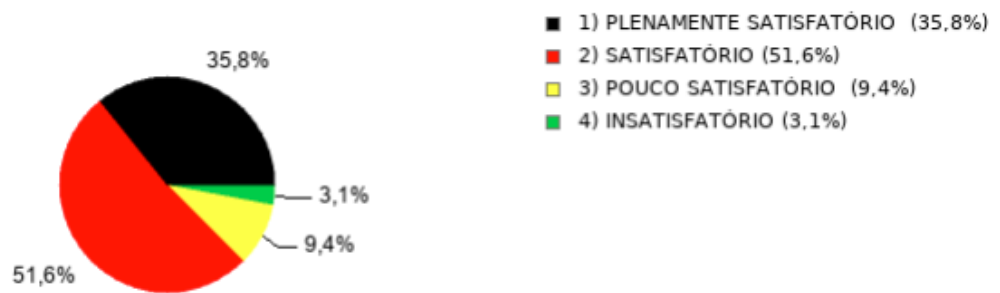 35,8%
3,1%
9,4%
51,6%
1) PLENAMENTE SATISFATÓRIO (35,8%)
2) SATISFATÓRIO (51,6%)
3) POUCO SATISFATÓRIO (9,4%)
4) INSATISFATÓRIO (3,1%)